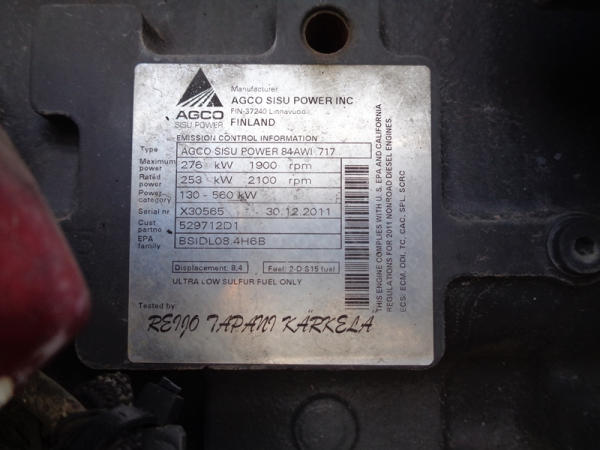 Manufacturer
AGCO SISU POWER INC
FIN-37240 Linnavuori
FINLAND
AGCO
SISU POWER
EMISSION CONTROL INFORMATION
Type AGCO SISU POWER 84AWI 717
Maximum power 276 kW 1900 rpm
Rated power 253 kW 2100 rpm
Power category 130 - 560 kW
Serial nr X30565 30.12.2011
Cust. partno 529712D1
EPA family BSIDL08.4H6B
Displacement: 8,4 Fuel: 2-D S15 fuel
ULTRA LOW SULFUR FUEL ONLY
Tested by:
REIJO TAPANI KÄRKELÄ
THIS ENGINE COMPLIES WITH U.S. EPA AND CALIFORNIA
REGULATIONS FOR 2011 NONROAD DIESEL ENGINES.
ECS: ECM, DDI, TC, CAC, SPL, SCRC